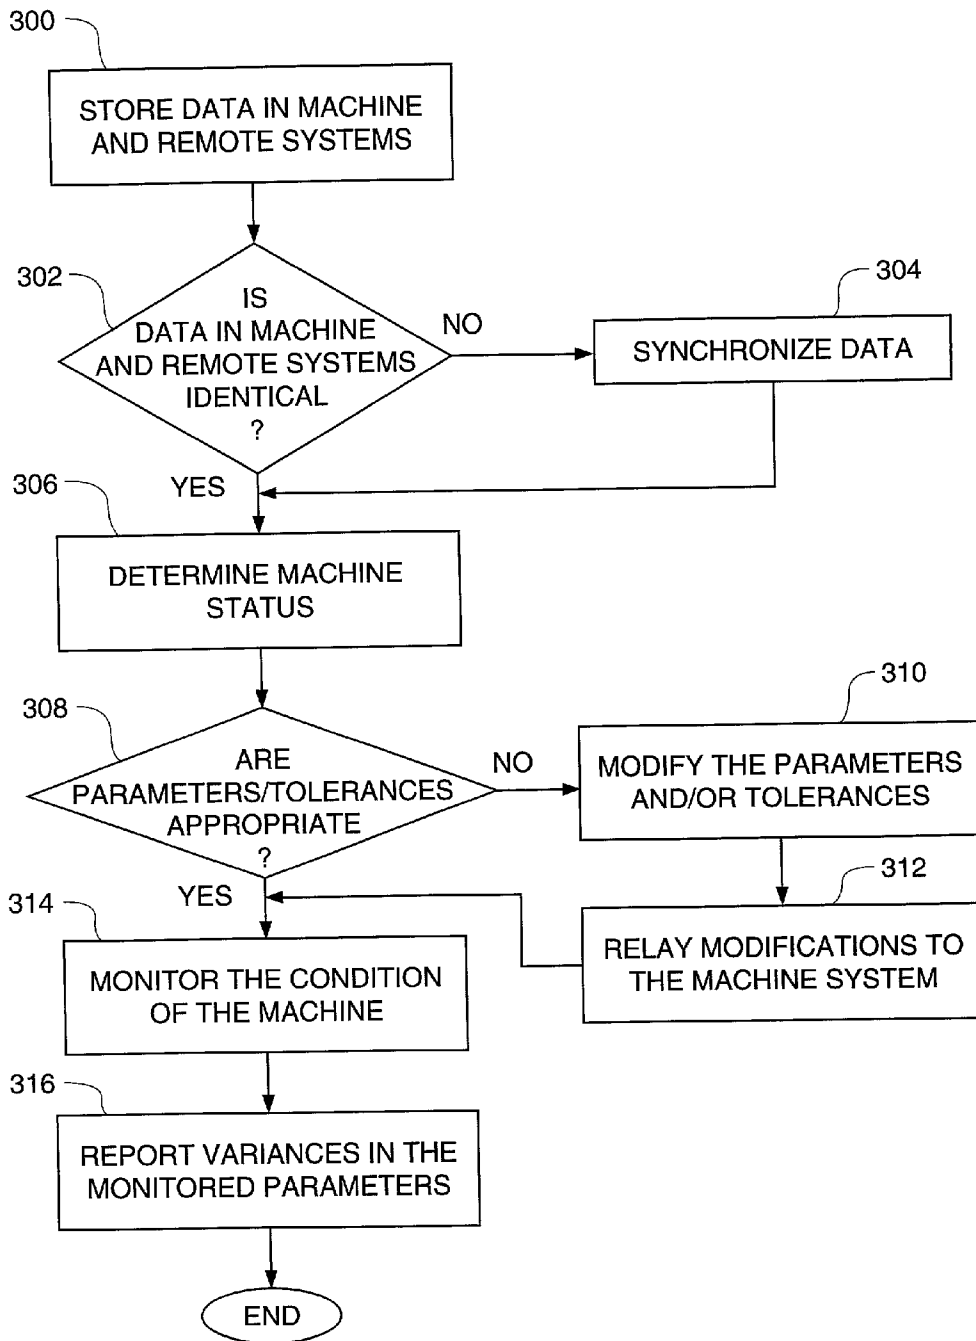 300
STORE DATA IN MACHINE
AND REMOTE SYSTEMS
302
IS
DATA IN MACHINE
AND REMOTE SYSTEMS
IDENTICAL
?
NO
304
SYNCHRONIZE DATA
YES
306
DETERMINE MACHINE
STATUS
308
ARE
PARAMETERS/TOLERANCES
APPROPRIATE
?
NO
310
MODIFY THE PARAMETERS
AND/OR TOLERANCES
312
RELAY MODIFICATIONS TO
THE MACHINE SYSTEM
YES
314
MONITOR THE CONDITION
OF THE MACHINE
316
REPORT VARIANCES IN THE
MONITORED PARAMETERS
END